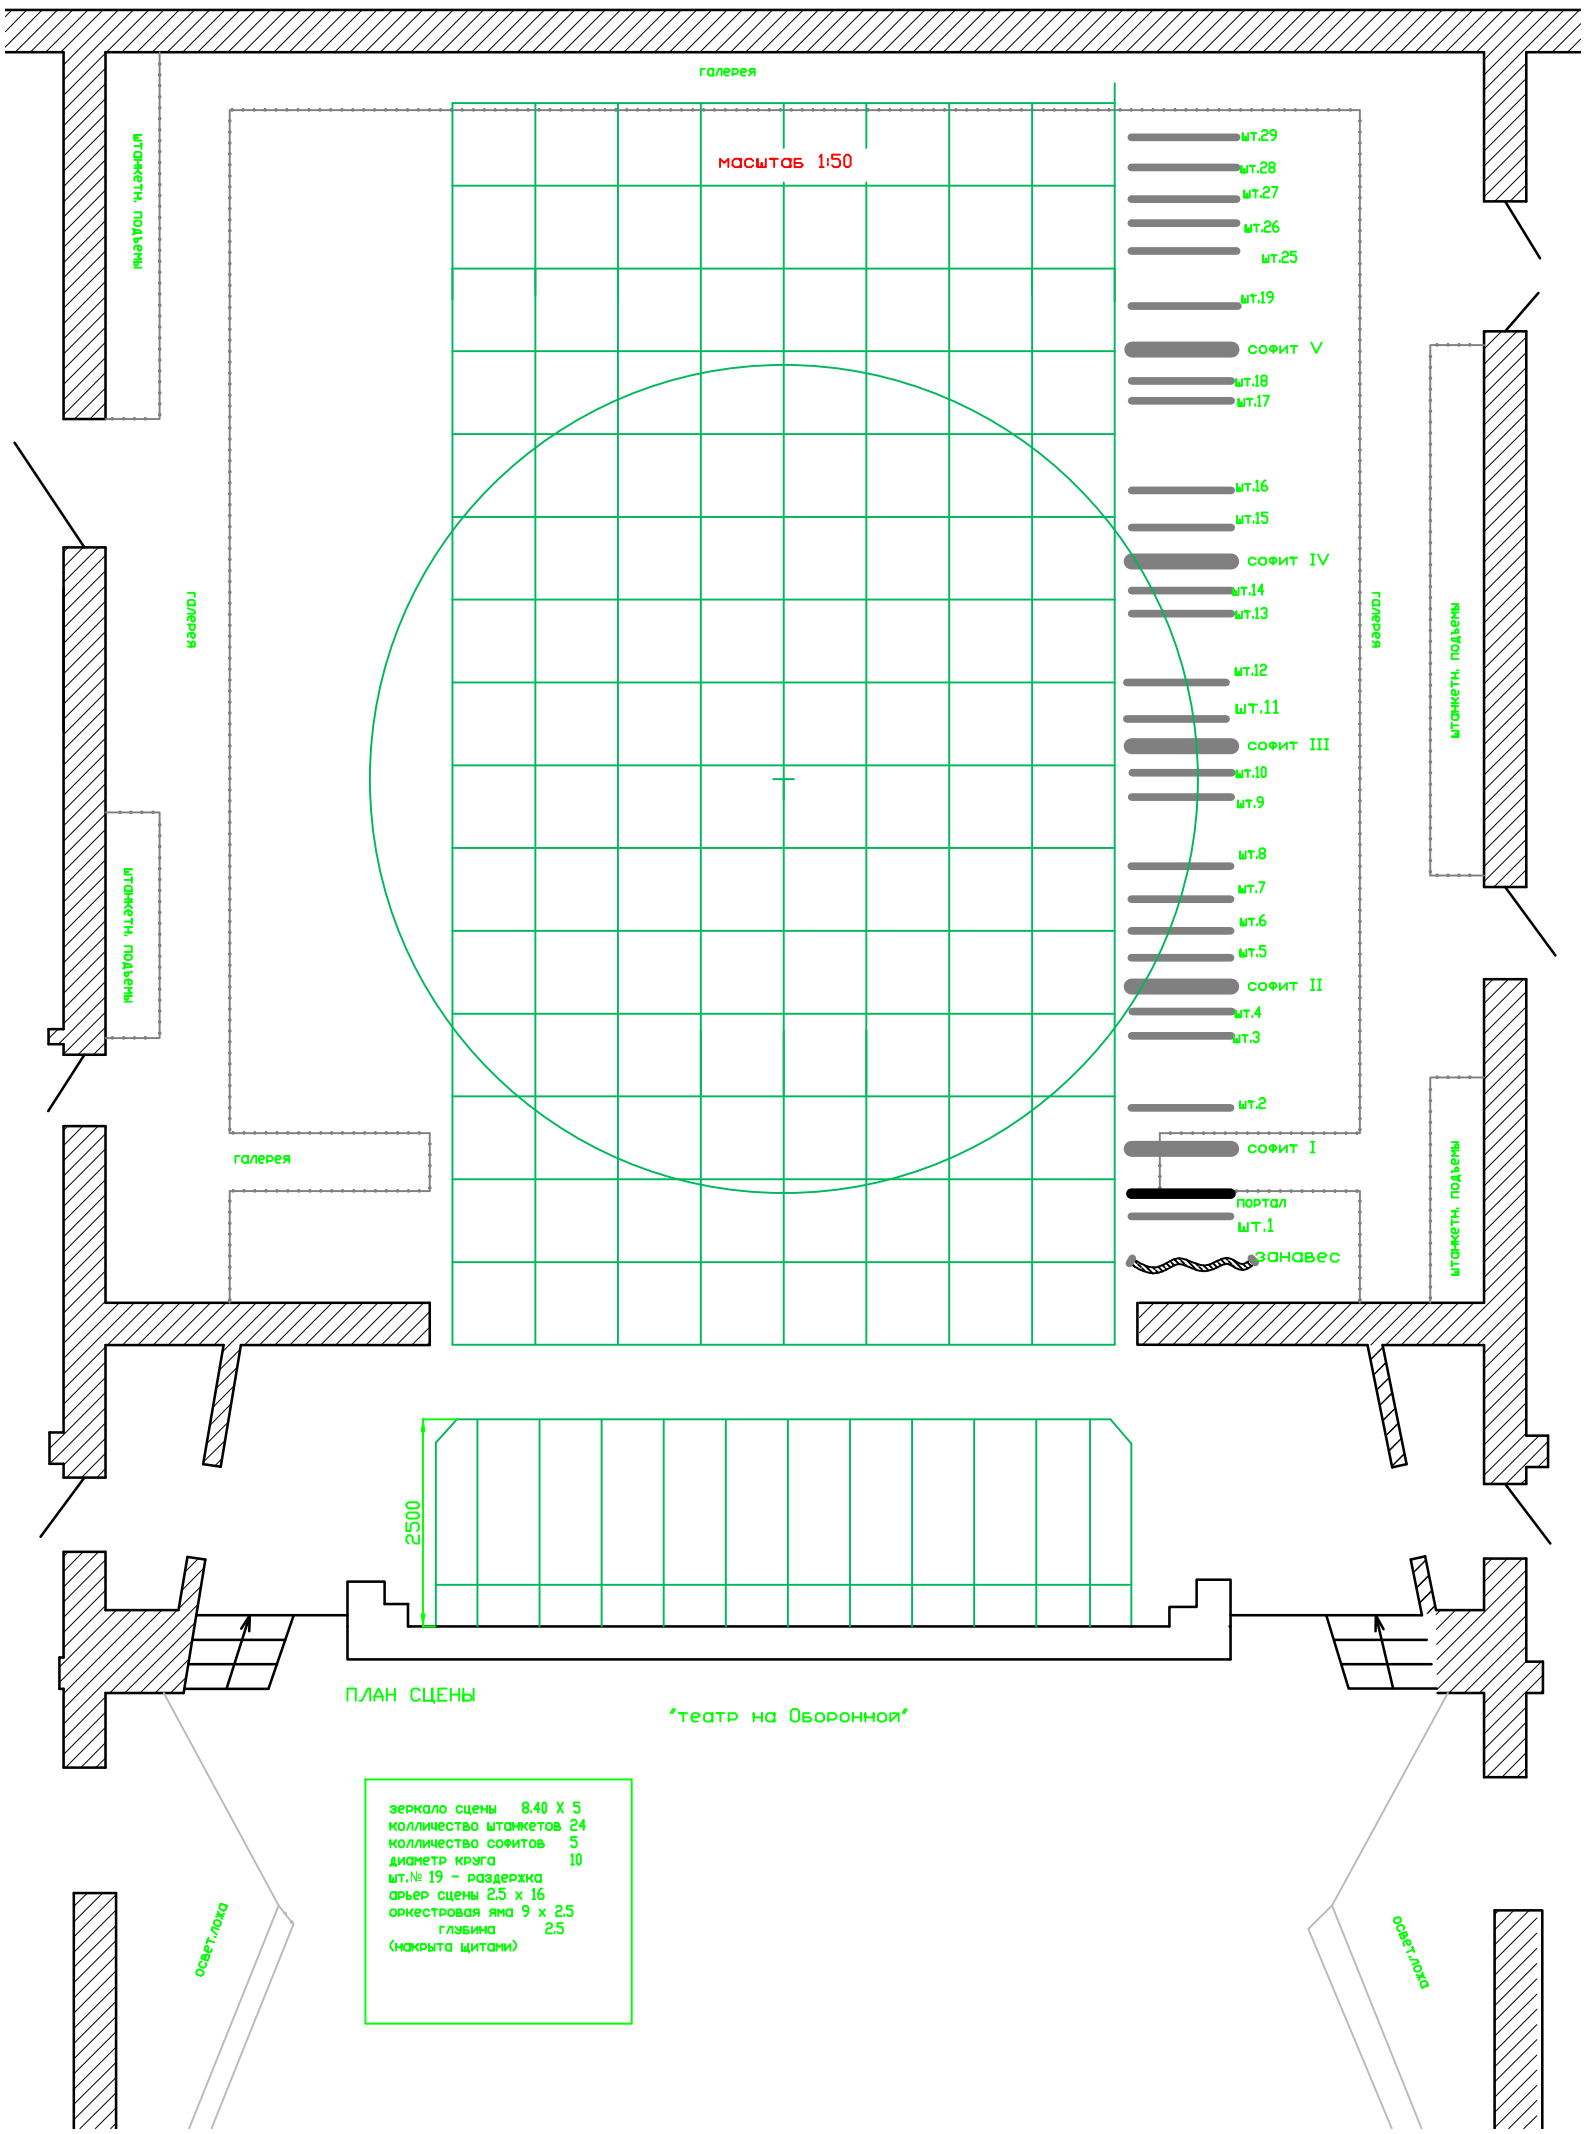 галерея
масштаб 1:50
штанкетн. подъемы
шт.29
шт.28
шт.27
шт.26
шт.25
шт.19
софит V
шт.18
шт.17
шт.16
шт.15
софит IV
шт.14
шт.13
галерея
галерея
штанкетн. подъемы
шт.12
шт.11
софит III
шт.10
шт.9
шт.8
штанкетн. подъемы
шт.7
шт.6
шт.5
софит II
шт.4
шт.3
шт.2
софит I
галерея
штанкетн. подъемы
портал
шт.1
занавес
2500
ПЛАН СЦЕНЫ
"театр на Оборонной"
зеркало сцены 8.40 X 5
колличество штанкетов 24
колличество софитов 5
диаметр круга 10
шт.№ 19 - раздержка
арьер сцены 2.5 x 16
оркестровая яма 9 x 2.5
глубина 2.5
(накрыта щитами)
освет.ложа
освет.ложа